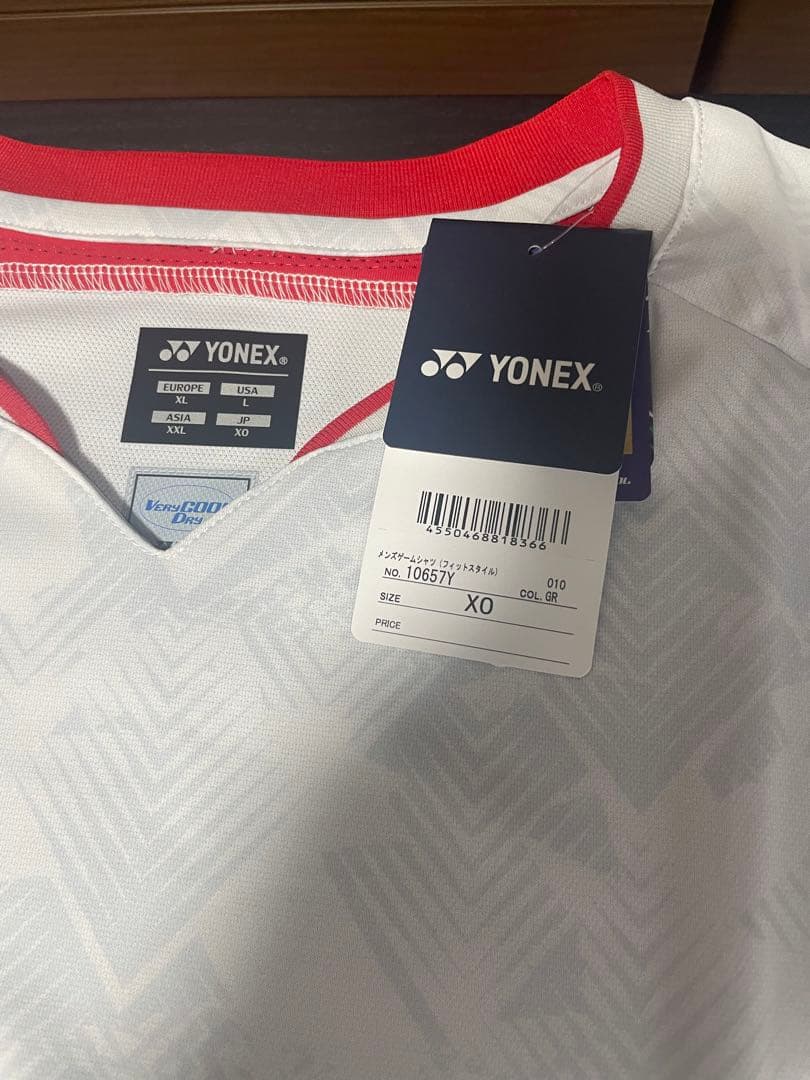 YONEX®
EUROPE USA
XL L
ASIA JP
XXL XO
VERYCOOL
DRY
YONEX®
4550468818366
メンズゲームシャツ(フィットスタイル)
NO. 10657Y 010
COL. GR
SIZE XO
PRICE